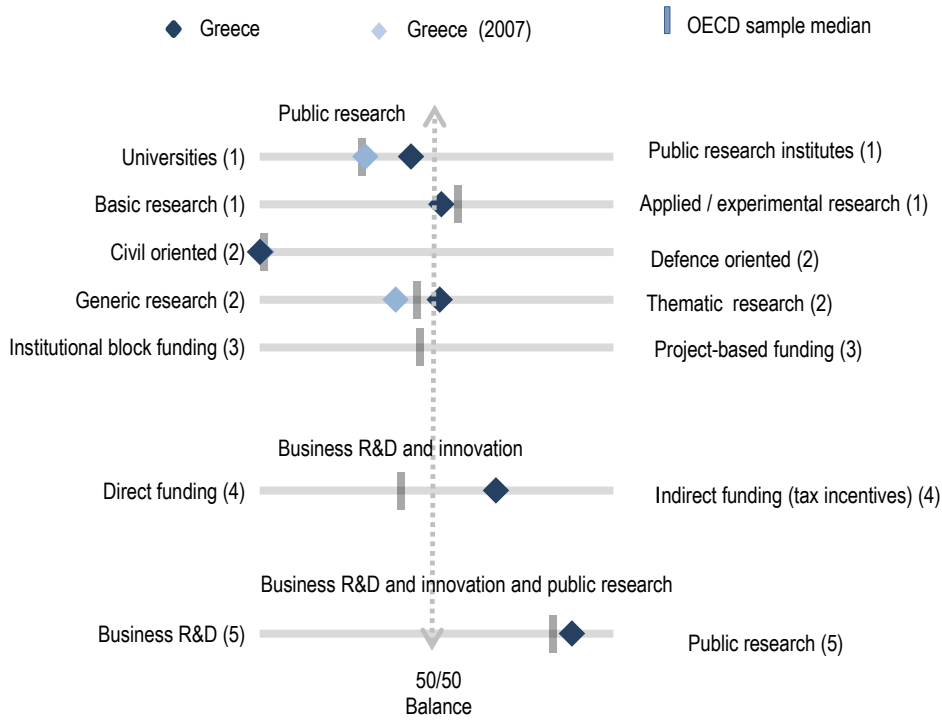 Greece
Greece (2007)
OECD sample median
Public research
Universities (1)
Public research institutes (1)
Basic research (1)
Applied / experimental research (1)
Civil oriented (2)
Defence oriented (2)
Generic research (2)
Thematic research (2)
Institutional block funding (3)
Project-based funding (3)
Business R&D and innovation
Direct funding (4)
Indirect funding (tax incentives) (4)
Business R&D and innovation and public research
Business R&D (5)
Public research (5)
50/50
Balance